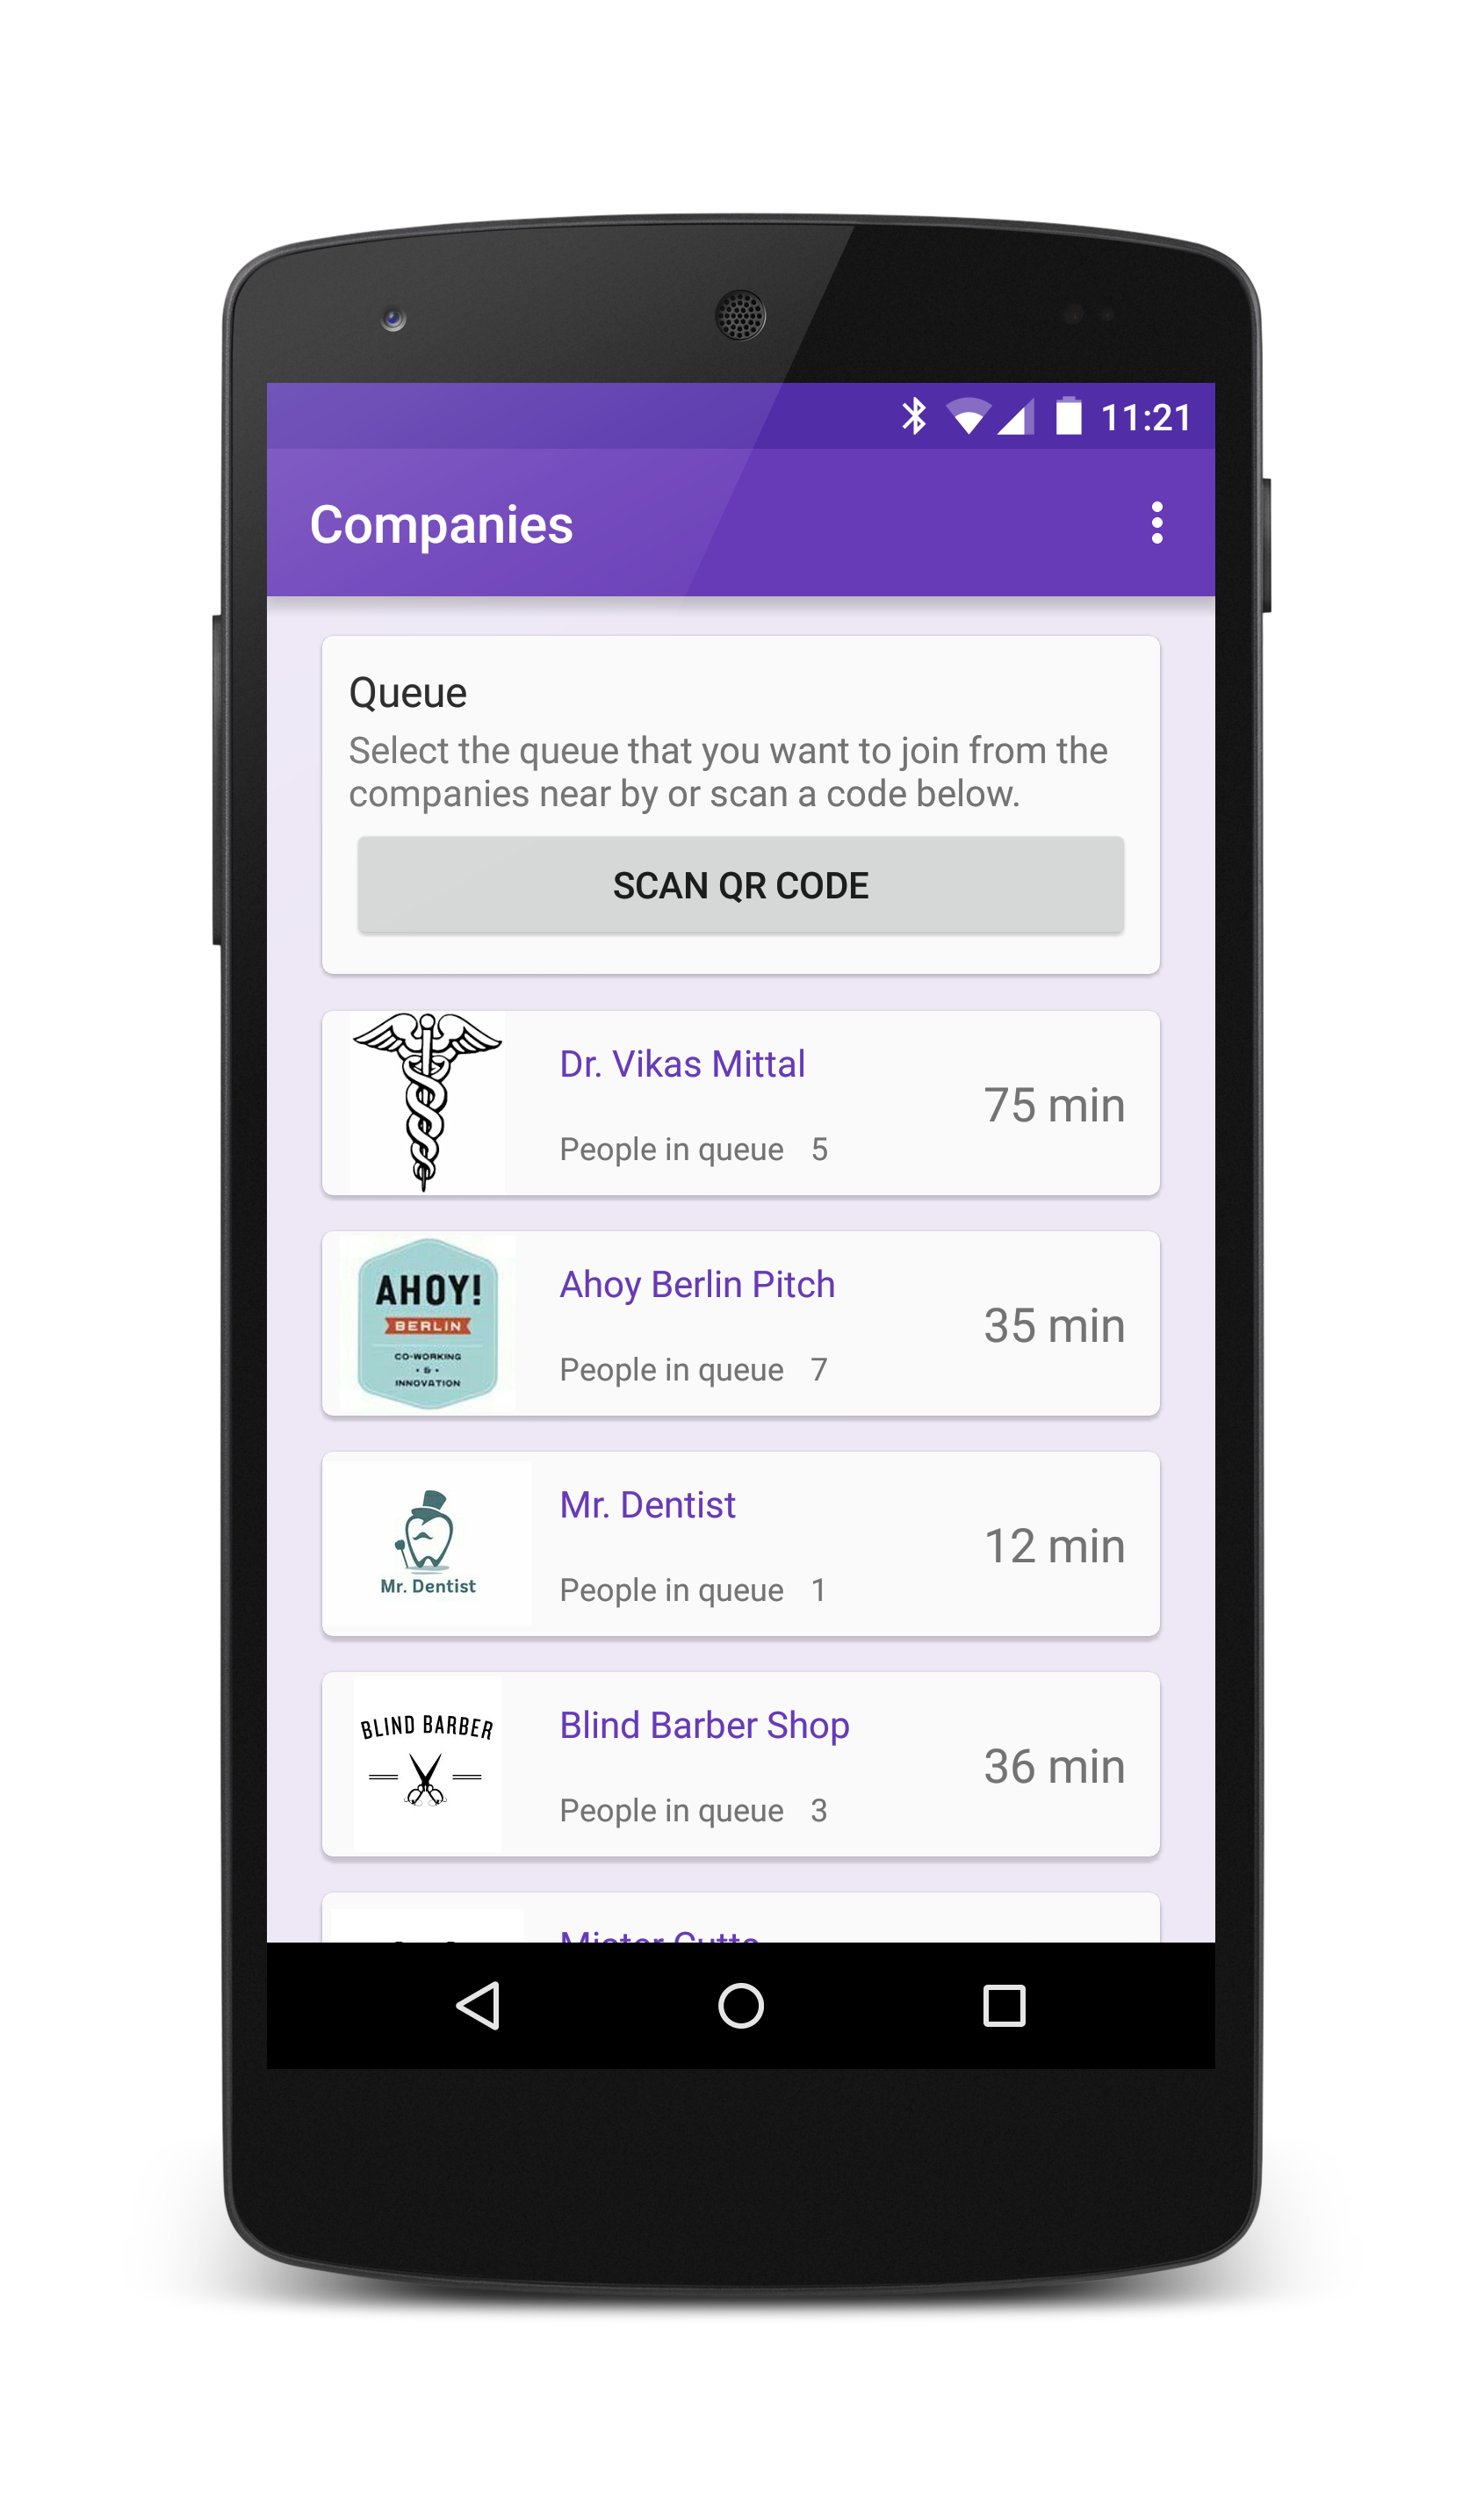 11:21
Companies
Queue
Select the queue that you want to join from the
companies near by or scan a code below.
SCAN QR CODE
Dr. Vikas Mittal
75 min
People in queue 5
AHOY!
BERLIN
CO-WORKING
• & •
INNOVATION
Ahoy Berlin Pitch
35 min
People in queue 7
Mr. Dentist
Mr. Dentist
12 min
People in queue 1
BLIND BARBER
Blind Barber Shop
36 min
People in queue 3